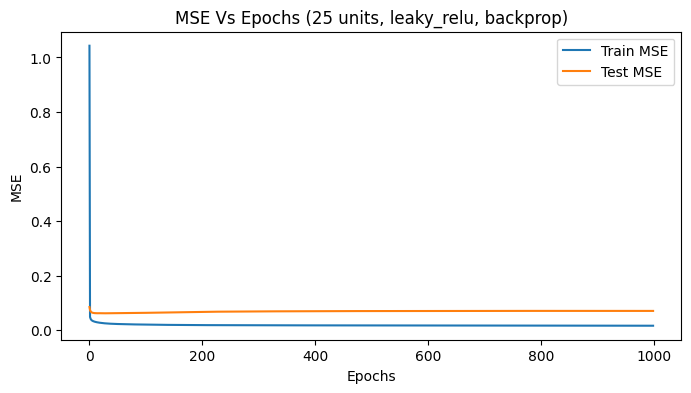 MSE Vs Epochs (25 units, leaky_relu, backprop)
Train MSE
Test MSE
MSE
1.0
0.8
0.6
0.4
0.2
0.0
0 200 400 600 800 1000
Epochs